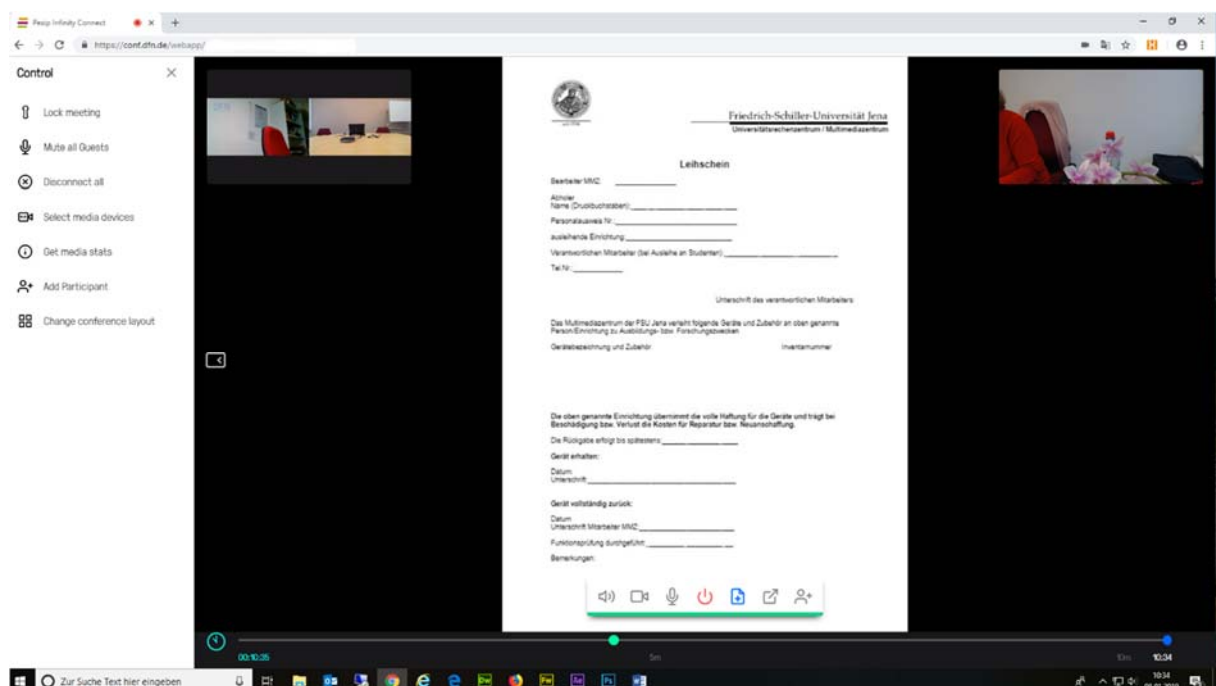 Pexip Infinity Connect
https://conf.dfn.de/webapp/
Control
Lock meeting
Mute all Guests
Disconnect all
Select media devices
Get media stats
Add Participant
Change conference layout
DFN
Friedrich-Schiller-Universität Jena
Universitätsrechenzentrum / Multimediazentrum
Leihschein
Bearbeiter MMZ:
Abholer
Name (Druckbuchstaben):
Personalausweis Nr.:
ausleihende Einrichtung:
Verantwortlichen Mitarbeiter (bei Ausleihe an Studenten):
Tel.Nr.:
Unterschrift des verantwortlichen Mitarbeiters
Das Multimediazentrum der FSU Jena verleiht folgende Geräte und Zubehör an oben genannte
Person/Einrichtung zu Ausbildungs- bzw. Forschungszwecken
Gerätebezeichnung und Zubehör:
Inventarnummer
Die oben genannte Einrichtung übernimmt die volle Haftung für die Geräte und trägt bei
Beschädigung bzw. Verlust die Kosten für Reparatur bzw. Neuanschaffung.
Die Rückgabe erfolgt bis spätestens:
Gerät erhalten:
Datum
Unterschrift:
Gerät vollständig zurück:
Datum
Unterschrift Mitarbeiter MMZ:
Funktionsprüfung durchgeführt:
Bemerkungen:
00:10:35
5m
10m
10:34
Zur Suche Text hier eingeben
10:34